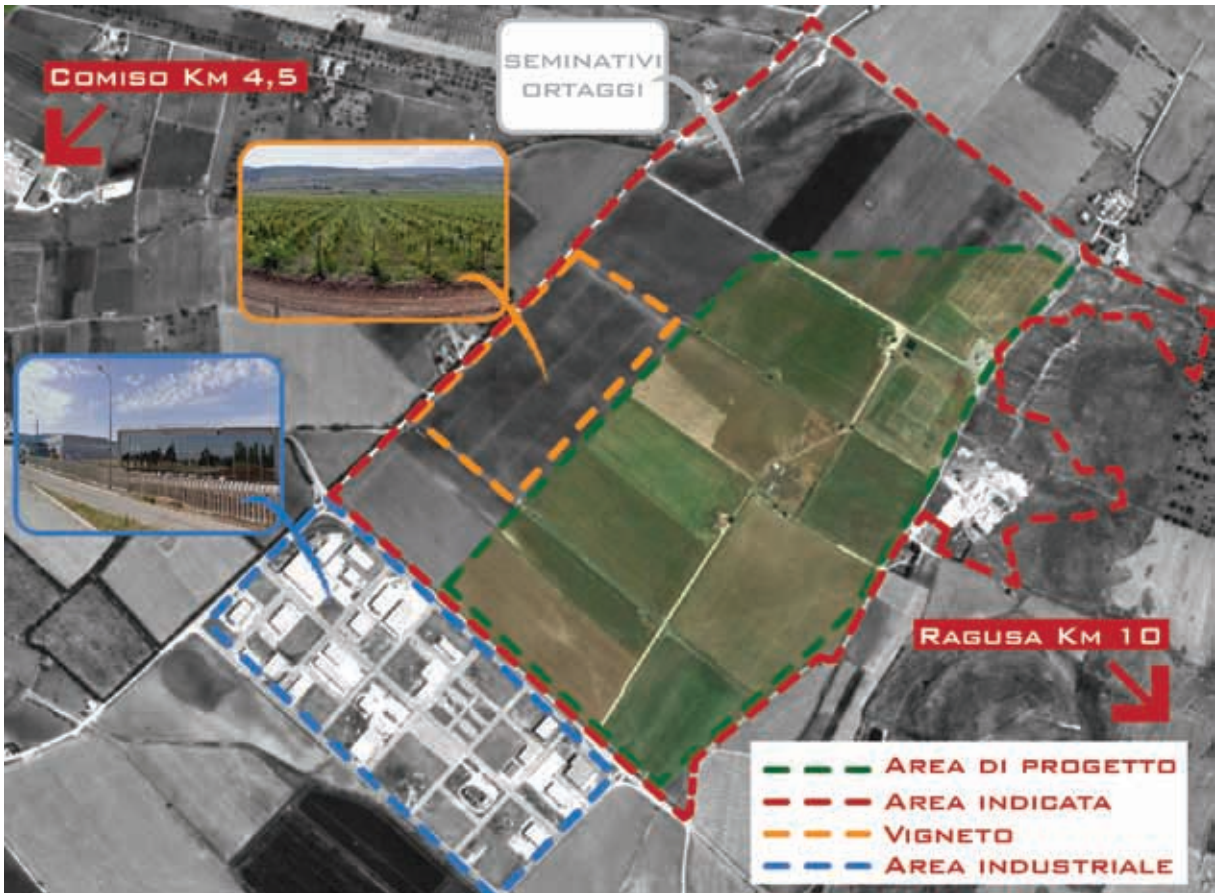 SEMINATIVI
ORTAGGI
COMISO KM 4,5
RAGUSA KM 10
AREA DI PROGETTO
AREA INDICATA
VIGNETO
AREA INDUSTRIALE